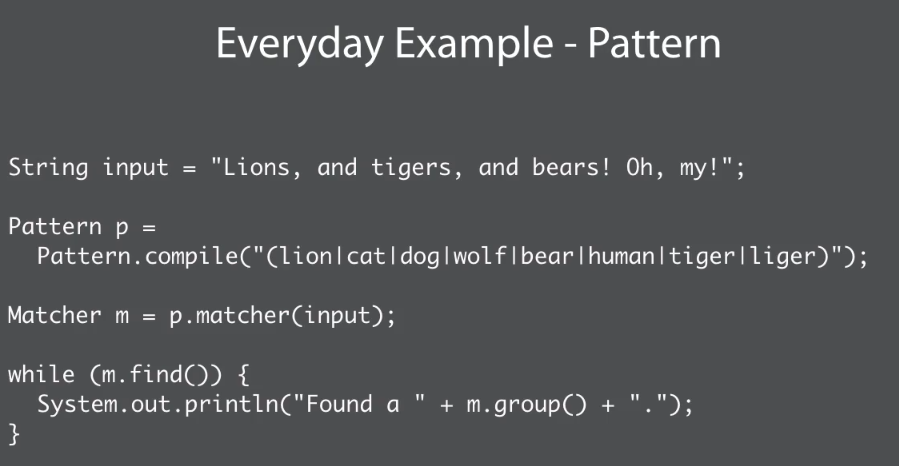 Everyday Example - Pattern
String input = "Lions, and tigers, and bears! Oh, my!";
Pattern p =
Pattern.compile("(lion|cat|dog|wolf|bear|human|tiger|liger)");
Matcher m = p.matcher(input);
while (m.find()) {
System.out.println("Found a " + m.group() + ".");
}